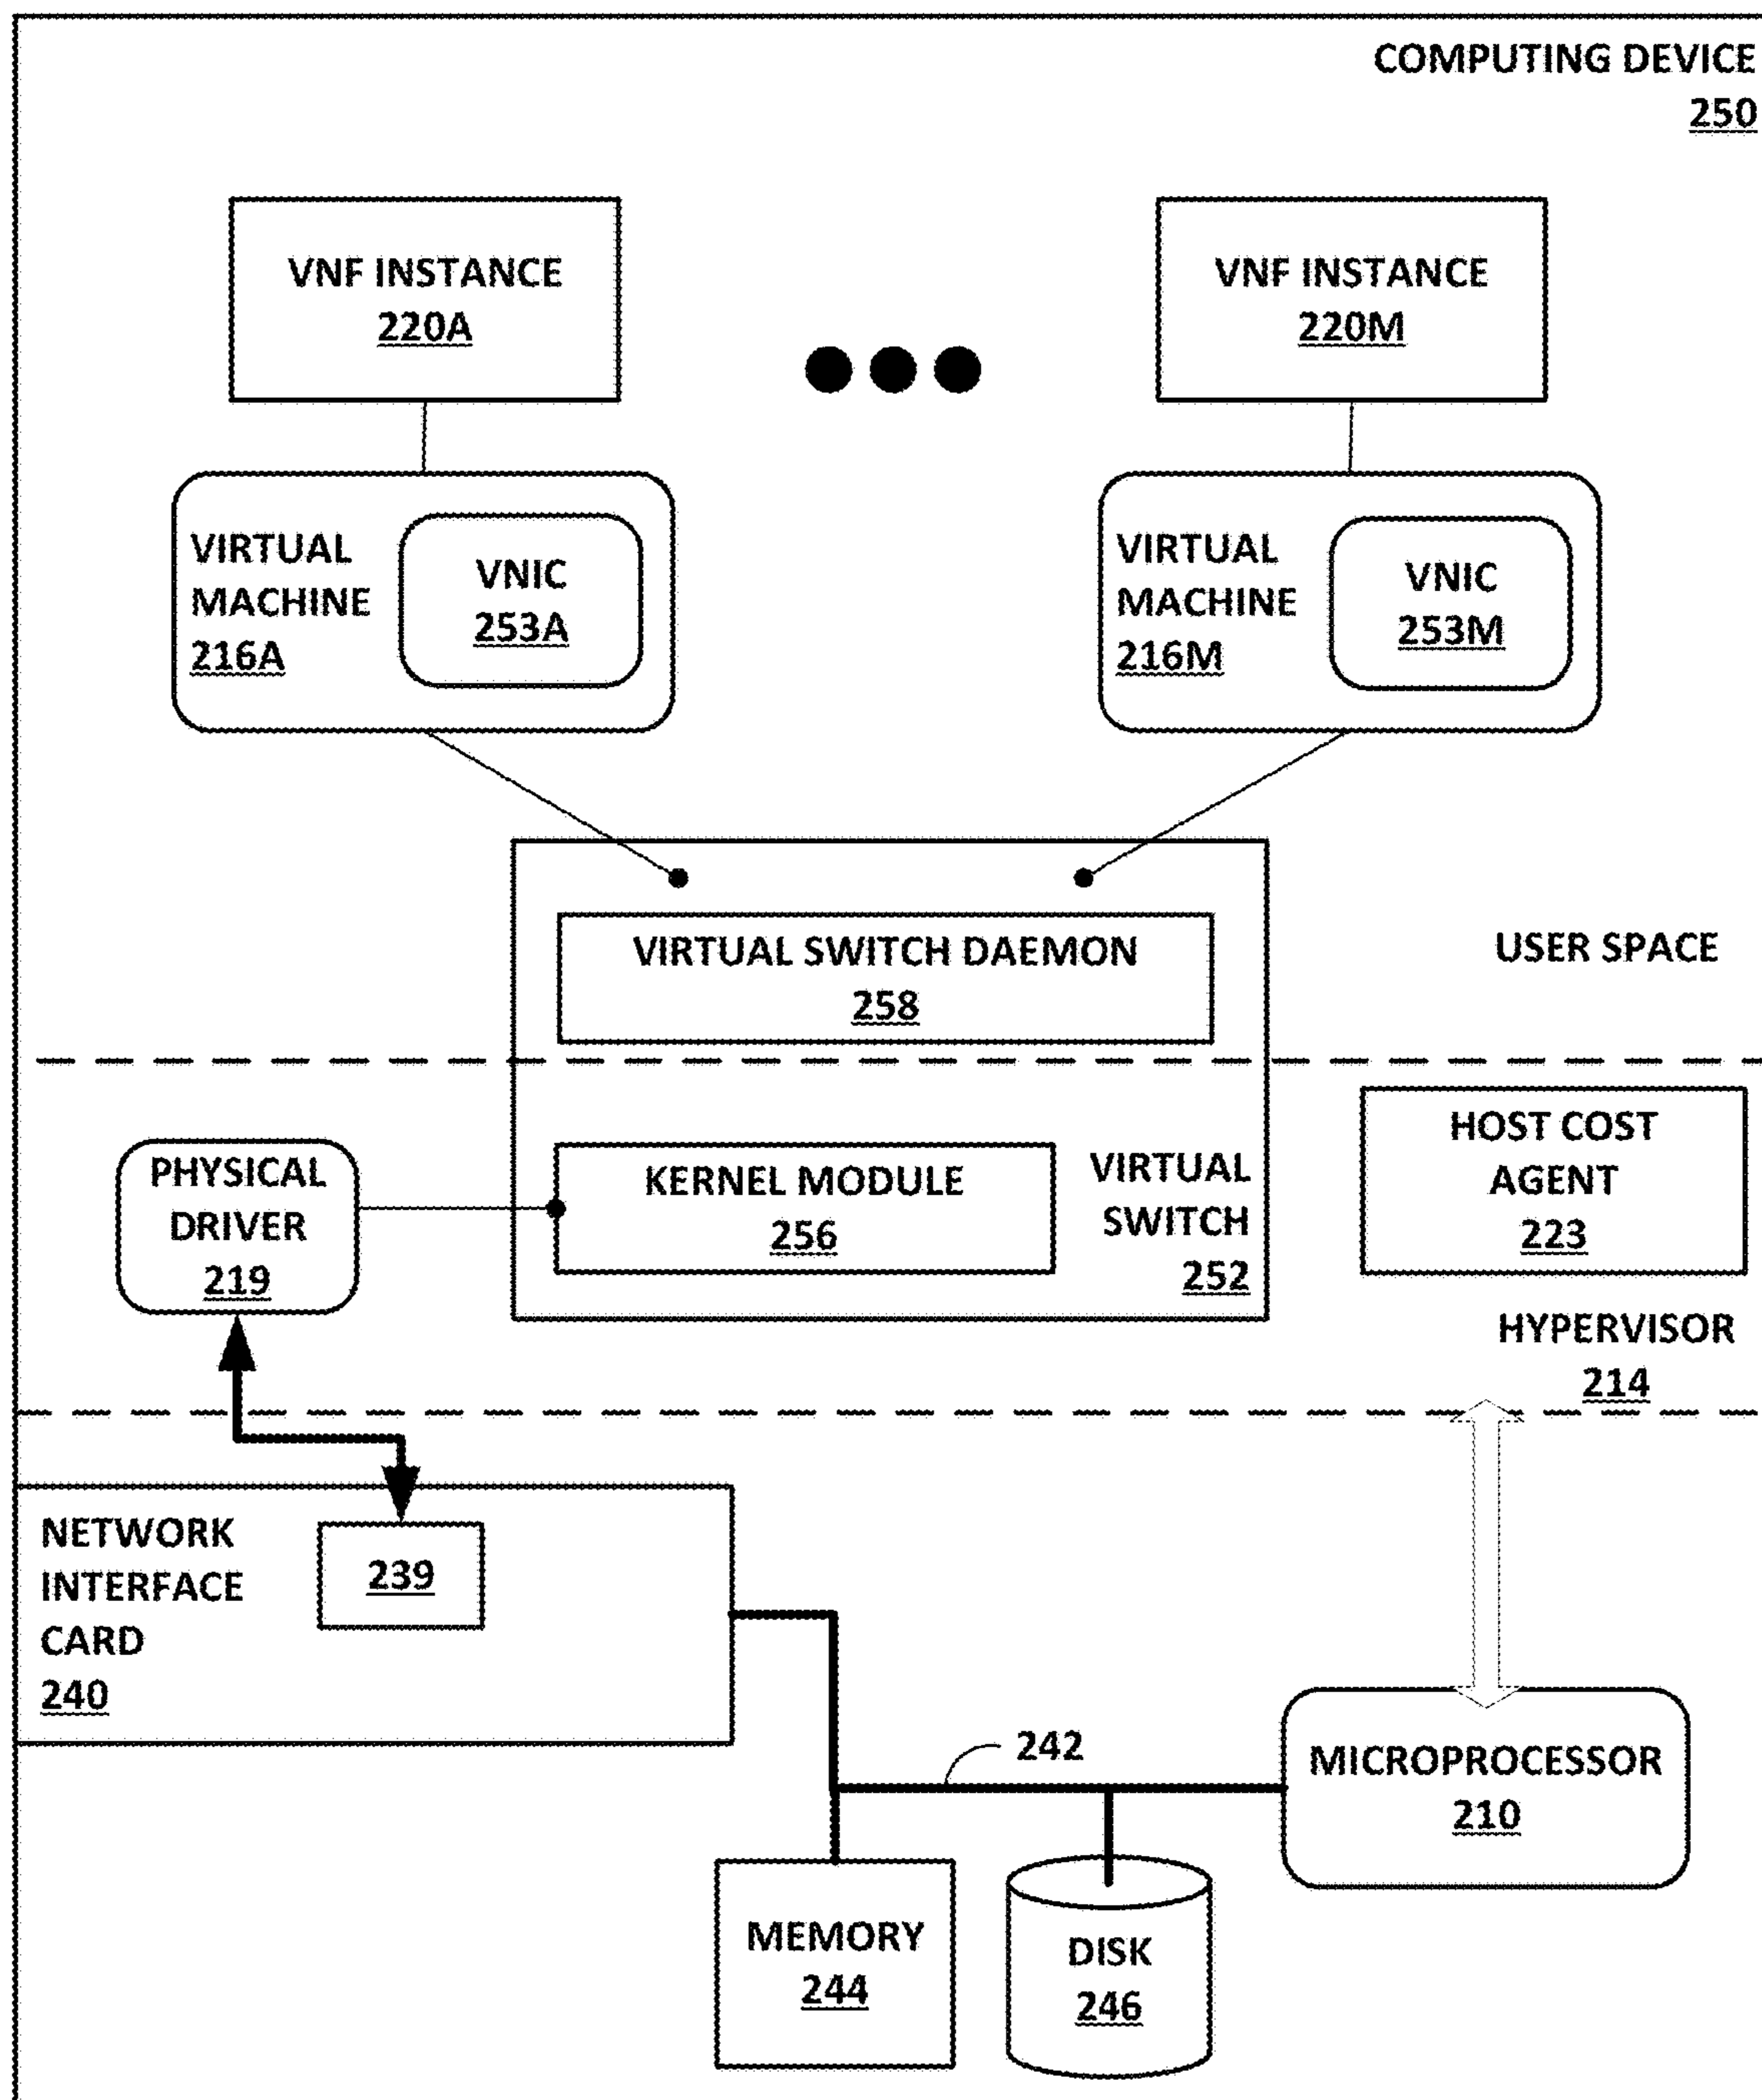 COMPUTING DEVICE
250
VNF INSTANCE
220A
VNF INSTANCE
220M
VIRTUAL
MACHINE
216A
VNIC
253A
VIRTUAL
MACHINE
216M
VNIC
253M
VIRTUAL SWITCH DAEMON
258
USER SPACE
PHYSICAL
DRIVER
219
KERNEL MODULE
256
VIRTUAL
SWITCH
252
HOST COST
AGENT
223
HYPERVISOR
214
NETWORK
INTERFACE
CARD
240
239
242
MICROPROCESSOR
210
MEMORY
244
DISK
246